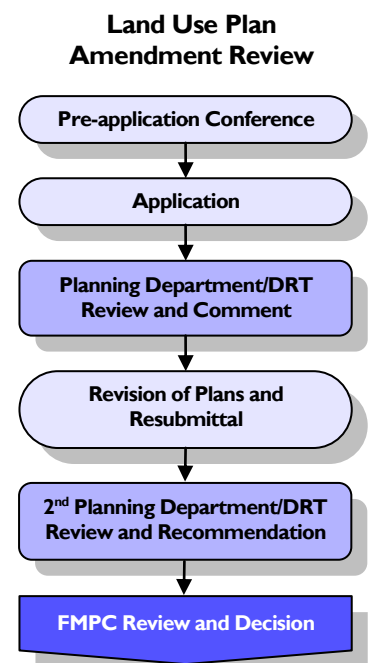 Land Use Plan
Amendment Review
Pre-application Conference
Application
Planning Department/DRT
Review and Comment
Revision of Plans and
Resubmittal
2nd Planning Department/DRT
Review and Recommendation
FMPC Review and Decision